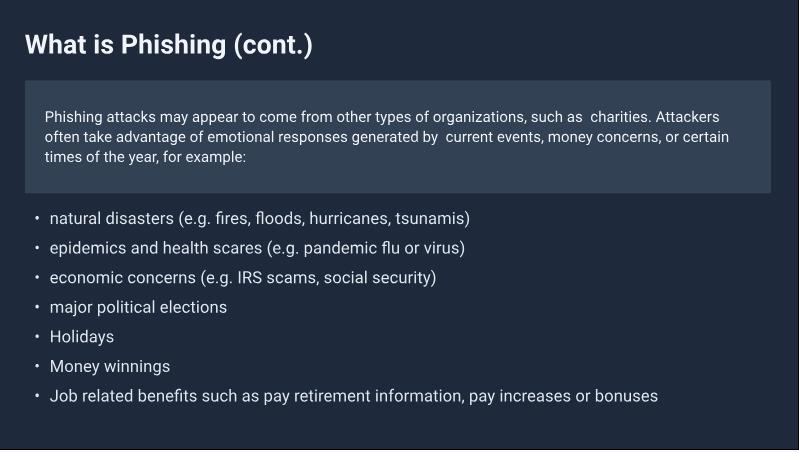 What is Phishing (cont.)
Phishing attacks may appear to come from other types of organizations, such as  charities. Attackers
often take advantage of emotional responses generated by  current events, money concerns, or certain
times of the year, for example:
• natural disasters (e.g. fires, floods, hurricanes, tsunamis)
• epidemics and health scares (e.g. pandemic flu or virus)
• economic concerns (e.g. IRS scams, social security)
• major political elections
• Holidays
• Money winnings
• Job related benefits such as pay retirement information, pay increases or bonuses